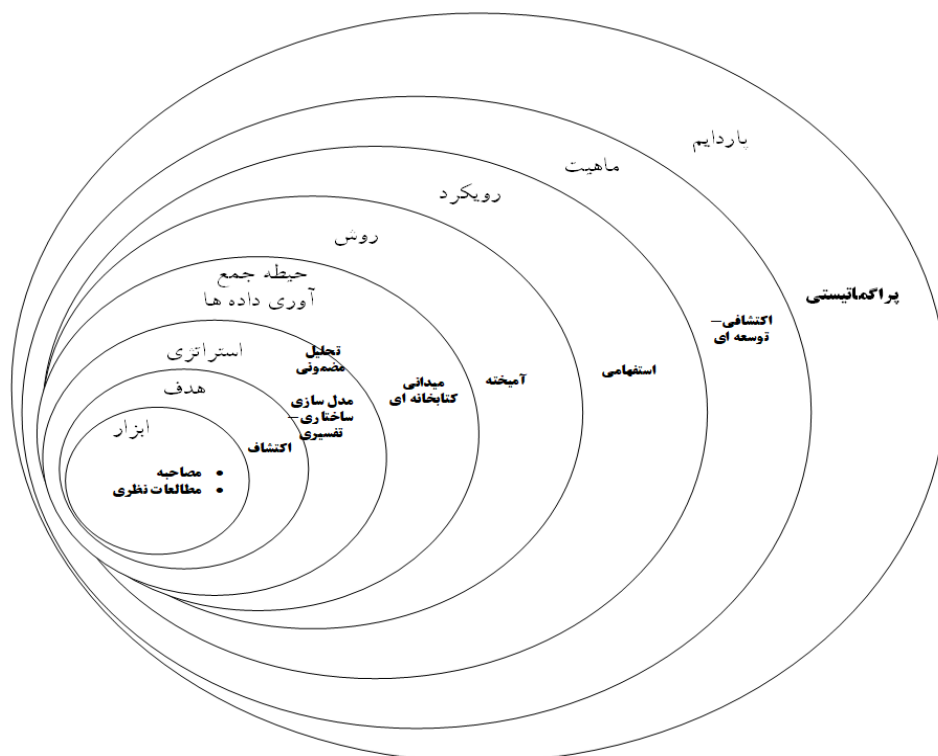 پاردایم
ماهیت
رویکرد
روش
حیطه جمع
آوری داده ها
استراتژی
هدف
ابزار
پراگماتیستی
اکتشافی–
توسعه ای
استفهامی
آمیخته
میدانی
کتابخانه ای
تحلیل
مضمونی
مدل سازی
ساختاری–
تفسیری
اکتشاف
• مصاحبه
• مطالعات نظری